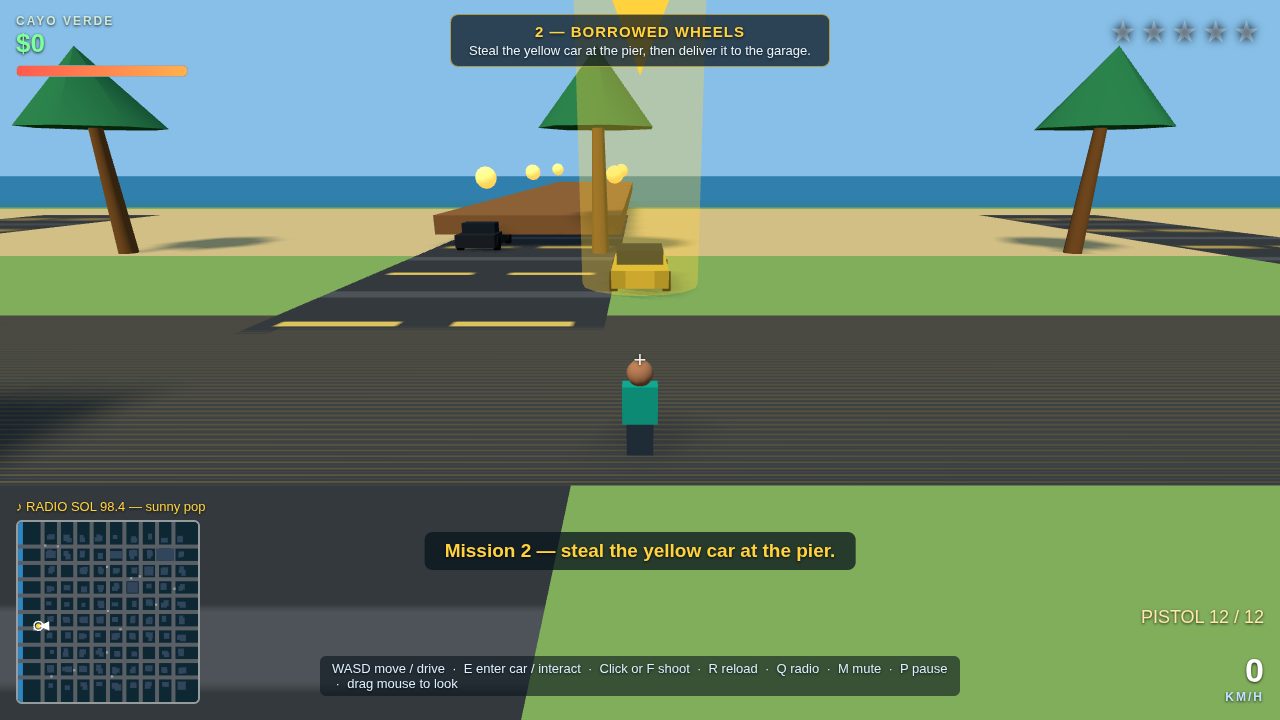 CAYO VERDE
$0
2 — BORROWED WHEELS
Steal the yellow car at the pier, then deliver it to the garage.
♪ RADIO SOL 98.4 — sunny pop
Mission 2 — steal the yellow car at the pier.
PISTOL 12 / 12
WASD move / drive · E enter car / interact · Click or F shoot · R reload · Q radio · M mute · P pause
· drag mouse to look
0
KM/H